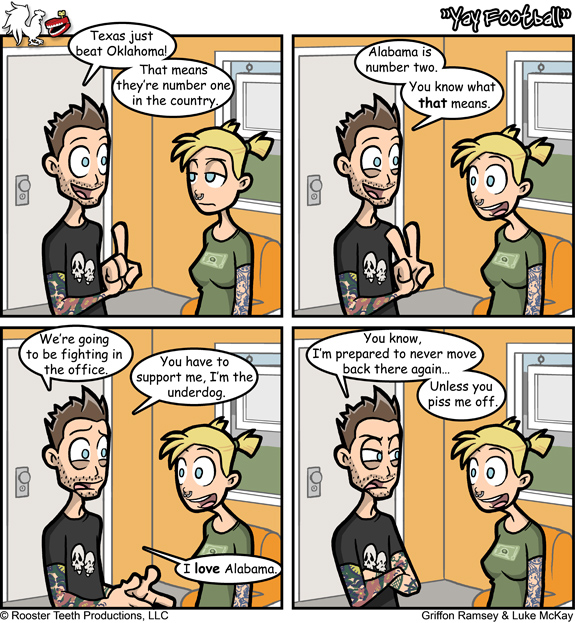 "Yay Football"
Texas just
beat Oklahoma!
That means
they're number one
in the country.
Alabama is
number two.
You know what
that means.
We're going
to be fighting in
the office.
You have to
support me, I'm the
underdog.
I love Alabama.
You know,
I'm prepared to never move
back there again...
Unless you
piss me off.
© Rooster Teeth Productions, LLC
Griffon Ramsey & Luke McKay